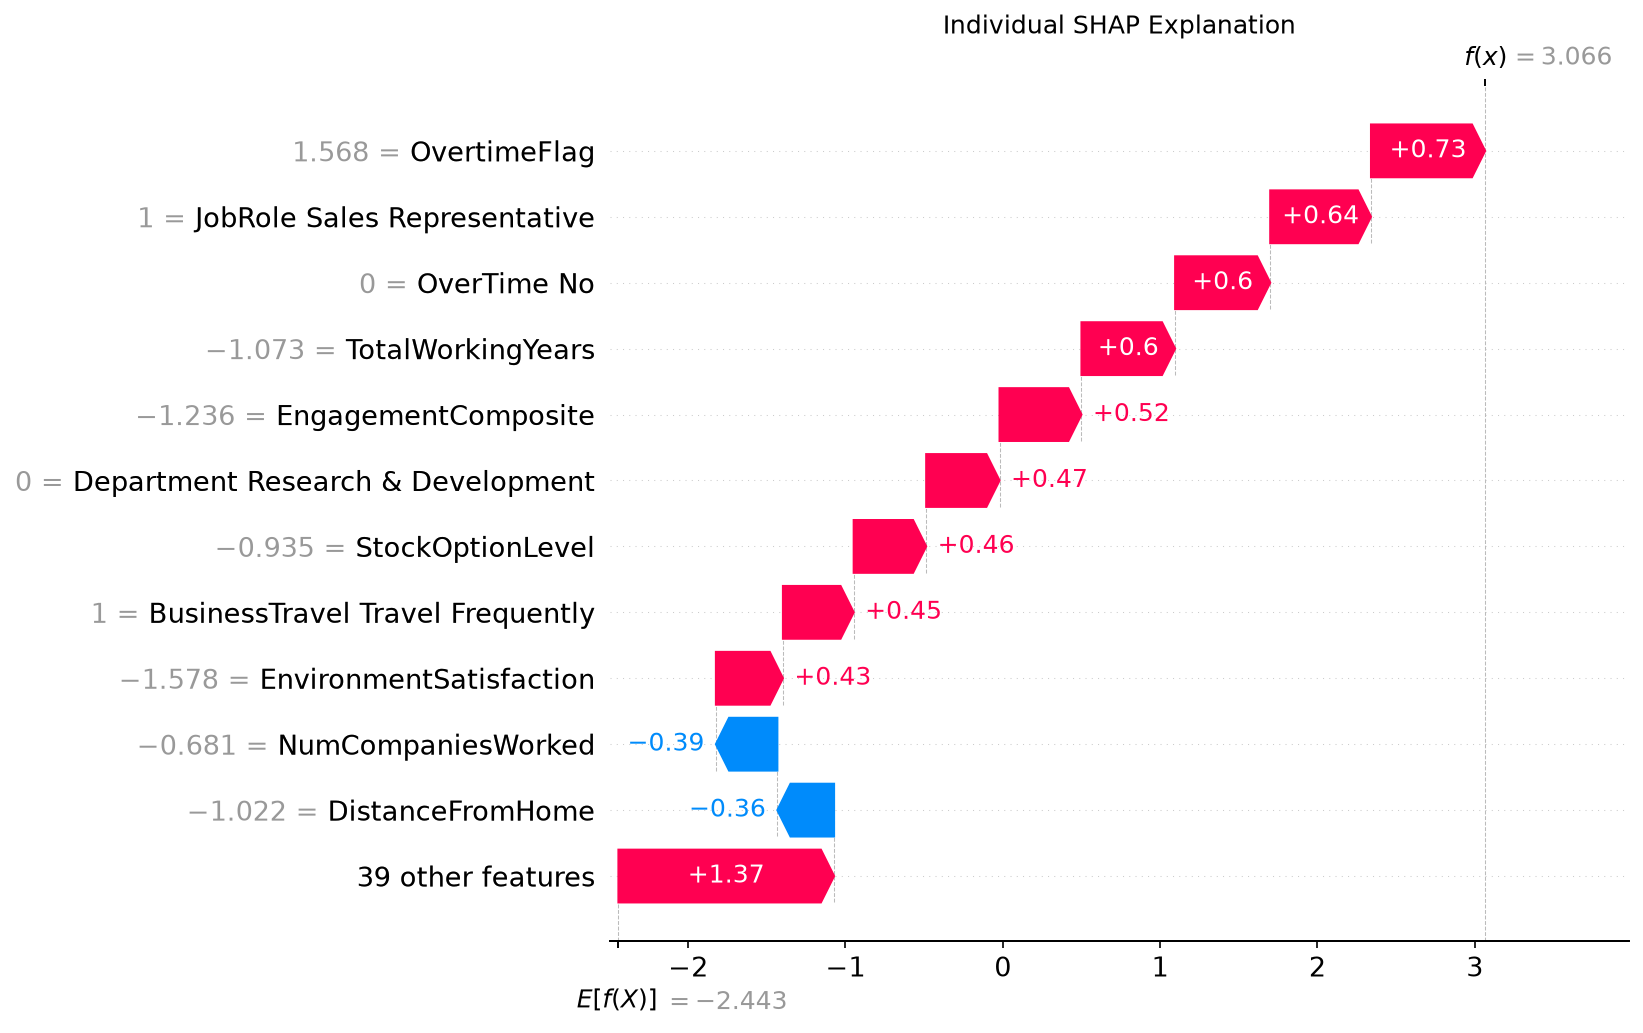 Individual SHAP Explanation
f(x) = 3.066
1.568 = OvertimeFlag
+0.73
1 = JobRole Sales Representative
+0.64
0 = OverTime No
+0.6
−1.073 = TotalWorkingYears
+0.6
−1.236 = EngagementComposite
+0.52
0 = Department Research & Development
+0.47
−0.935 = StockOptionLevel
+0.46
1 = BusinessTravel Travel Frequently
+0.45
−1.578 = EnvironmentSatisfaction
+0.43
−0.681 = NumCompaniesWorked
−0.39
−1.022 = DistanceFromHome
−0.36
39 other features
+1.37
−2 −1 0 1 2 3
E[f(X)] = −2.443